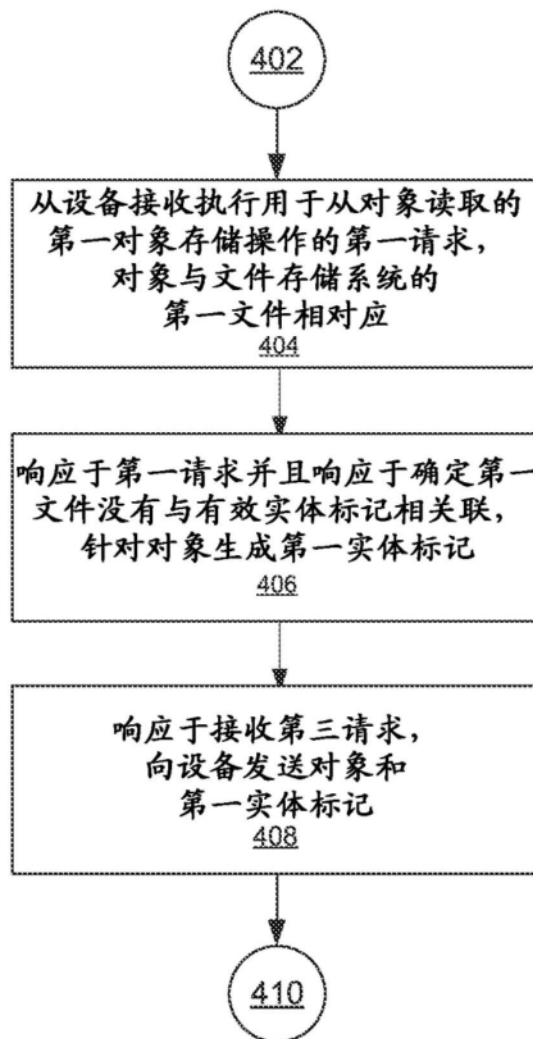 402
从设备接收执行用于从对象读取的
第一对象存储操作的第一请求，
对象与文件存储系统的
第一文件相对应
404
响应于第一请求并且响应于确定第一
文件没有与有效实体标记相关联，
针对对象生成第一实体标记
406
响应于接收第三请求，
向设备发送对象和
第一实体标记
408
410